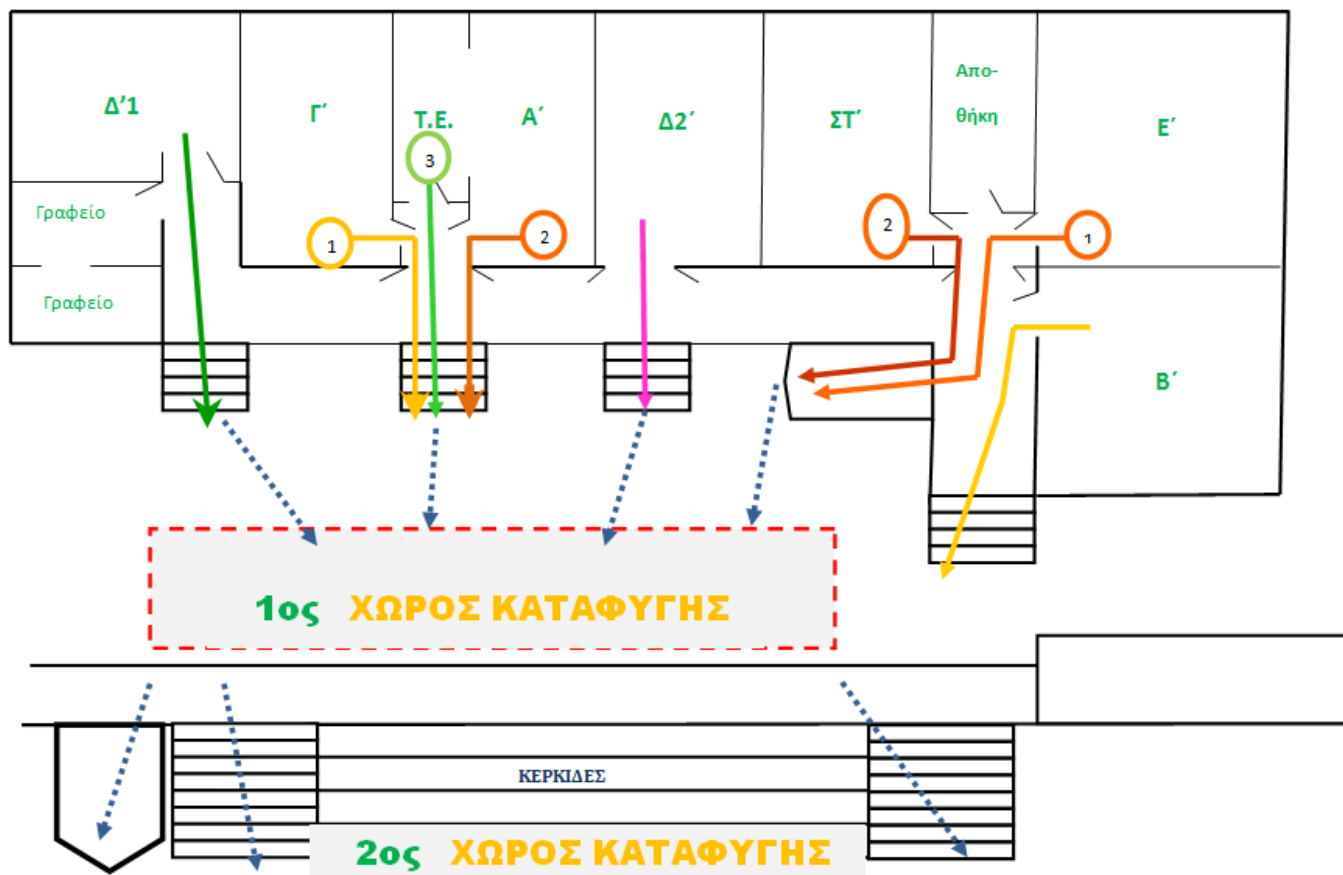 Δ’1
Γ΄
Τ.Ε.
Α΄
Δ2΄
ΣΤ΄
Απο-
θήκη
Ε΄
3
Γραφείο
1
2
2
1
Γραφείο
Β΄
1ος ΧΩΡΟΣ ΚΑΤΑΦΥΓΗΣ
ΚΕΡΚΙΔΕΣ
2ος ΧΩΡΟΣ ΚΑΤΑΦΥΓΗΣ